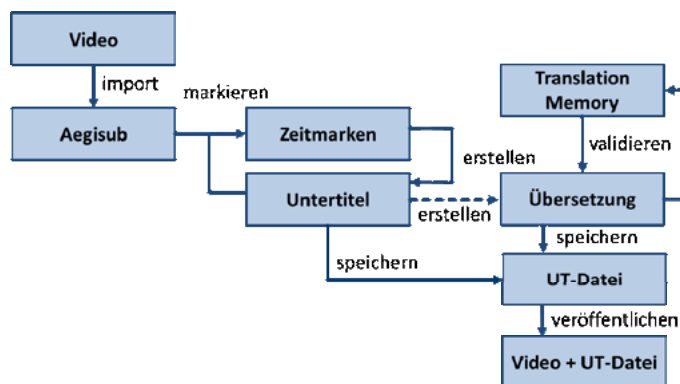 Video
import
markieren
Aegisub
Zeitmarken
erstellen
Untertitel
erstellen
speichern
Translation
Memory
validieren
Übersetzung
speichern
UT-Datei
veröffentlichen
Video + UT-Datei